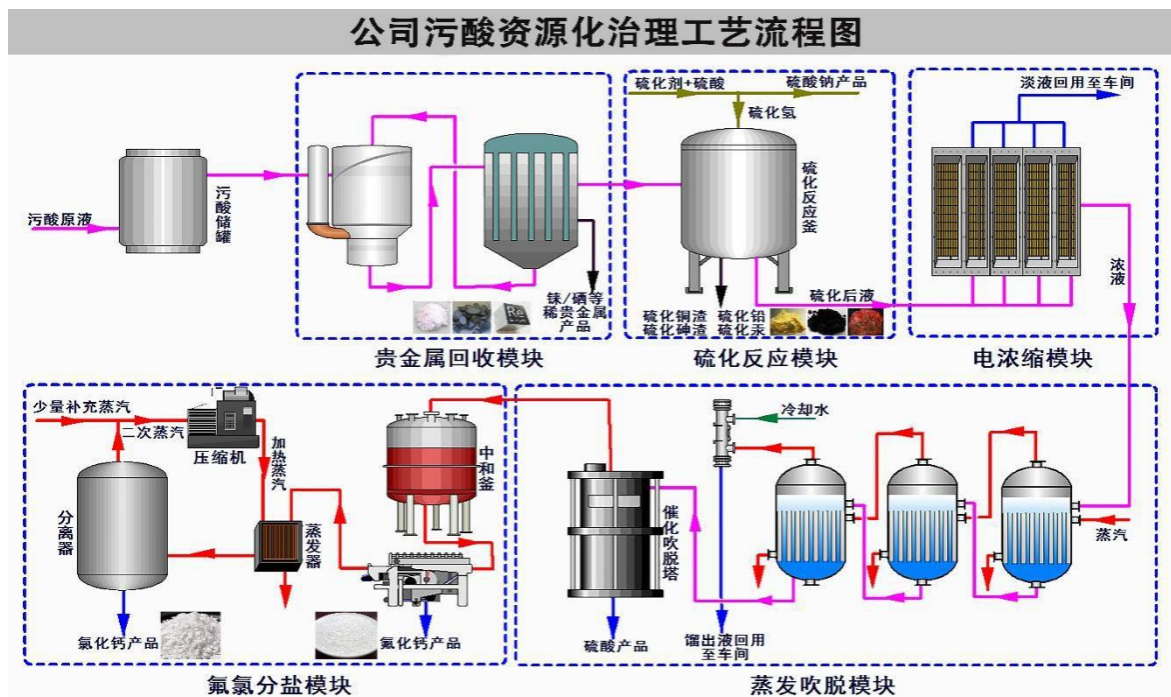 公司污酸资源化治理工艺流程图
污酸原液
污酸储罐
铼/硒等
稀贵金属
产品
Re
贵金属回收模块
硫化剂+硫酸
硫酸钠产品
硫化氢
硫化反应釜
硫化后液
硫化铜渣 硫化铅
硫化砷渣 硫化汞
硫化反应模块
淡液回用至车间
浓液
电浓缩模块
少量补充蒸汽
二次蒸汽
压缩机
加热蒸汽
分离器
蒸发器
中和釜
氯化钙产品
氟化钙产品
氟氯分盐模块
冷却水
催化吹脱塔
蒸汽
硫酸产品
馏出液回用
至车间
蒸发吹脱模块